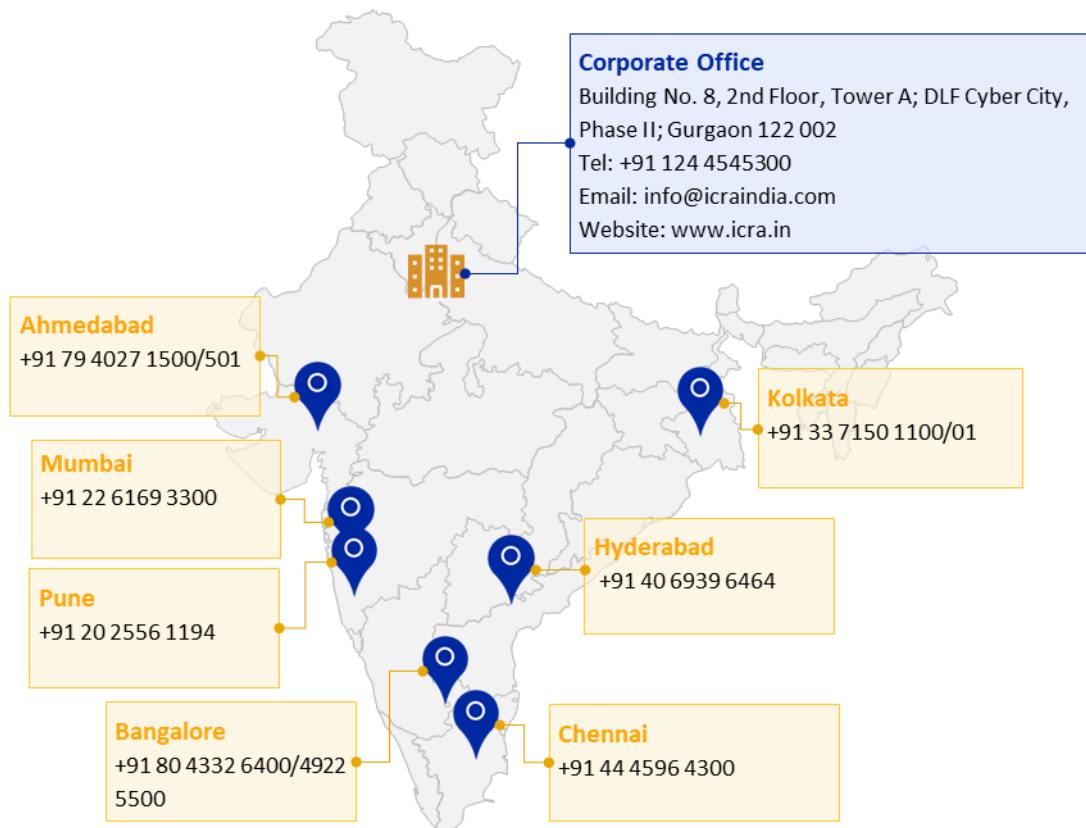 Corporate Office
Building No. 8, 2nd Floor, Tower A; DLF Cyber City,
Phase II; Gurgaon 122 002
Tel: +91 124 4545300
Email: info@icraindia.com
Website: www.icra.in
Ahmedabad
+91 79 4027 1500/501
Kolkata
+91 33 7150 1100/01
Mumbai
+91 22 6169 3300
Hyderabad
+91 40 6939 6464
Pune
+91 20 2556 1194
Bangalore
+91 80 4332 6400/4922
5500
Chennai
+91 44 4596 4300